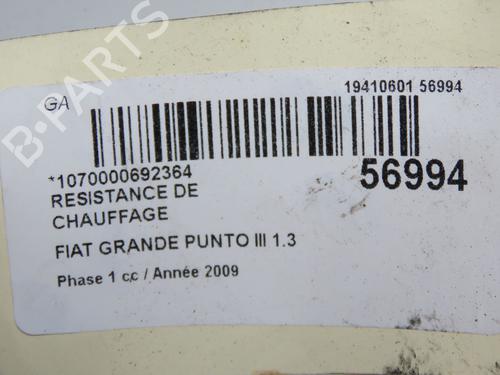 B-PARTS
GA
19410601 56994
*1070000692364
56994
RESISTANCE DE
CHAUFFAGE
FIAT GRANDE PUNTO III 1.3
Phase 1 cc / Année 2009